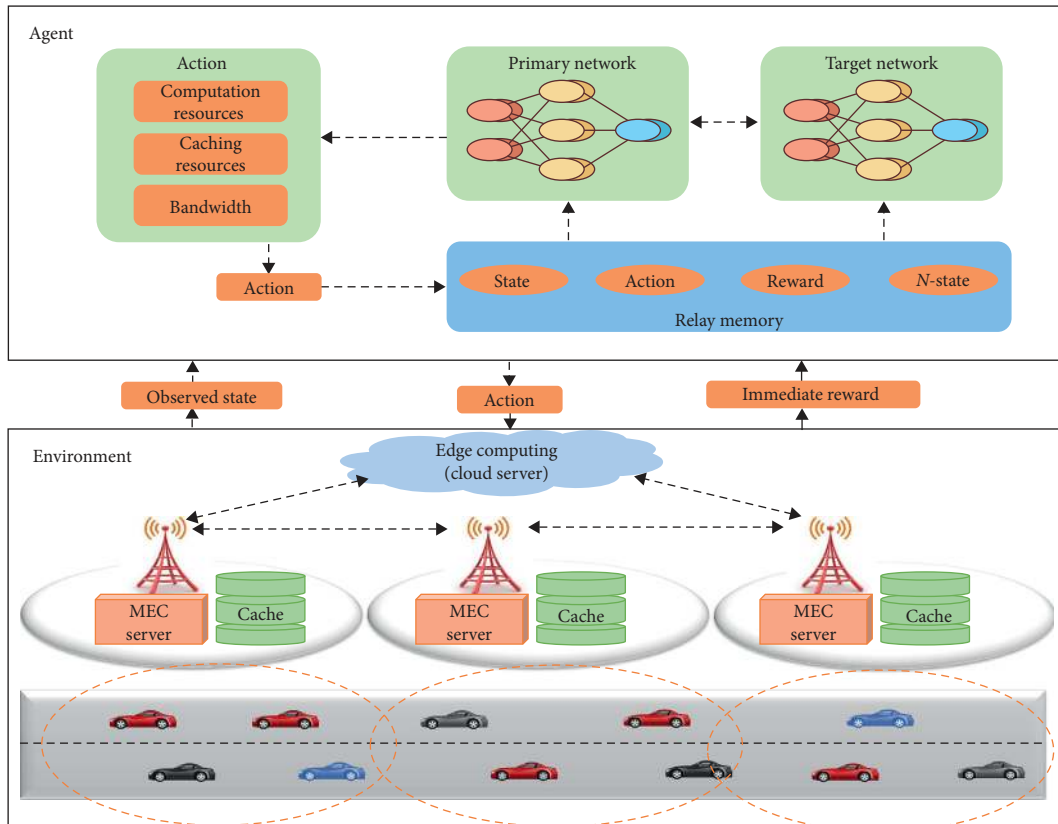 Agent
Action
Computation
resources
Caching
resources
Bandwidth
Primary network
Target network
Action
State
Action
Reward
N-state
Relay memory
Observed state
Action
Immediate reward
Environment
Edge computing
(cloud server)
MEC
server
Cache
MEC
server
Cache
MEC
server
Cache